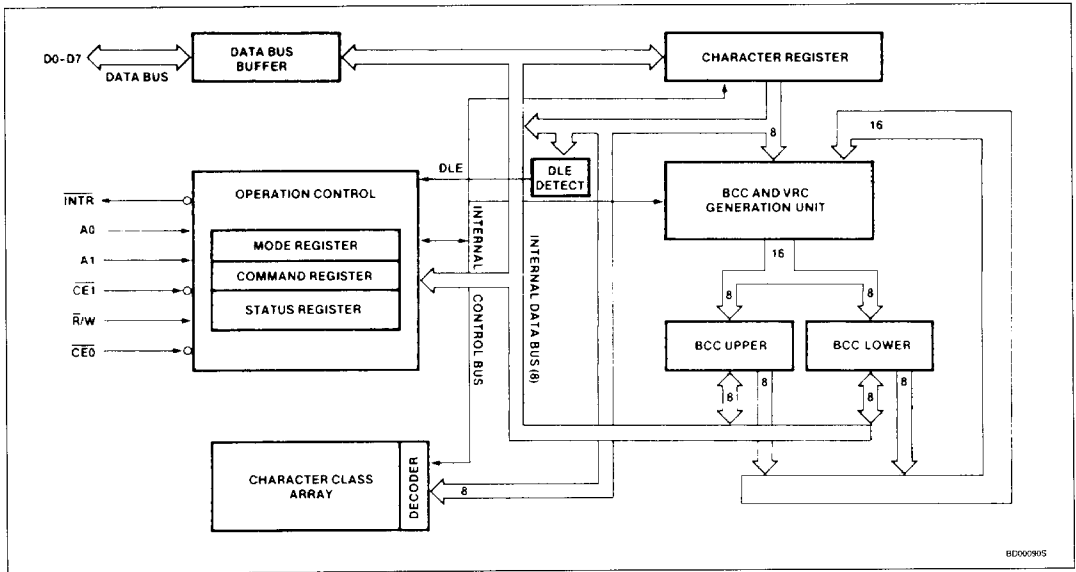 D0-D7
DATA BUS
DATA BUS
BUFFER
CHARACTER REGISTER
8
16
DLE
DLE
DETECT
BCC AND VRC
GENERATION UNIT
OPERATION CONTROL
MODE REGISTER
COMMAND REGISTER
STATUS REGISTER
INTR
A0
A1
CE1
R/W
CE0
INTERNAL
CONTROL BUS
INTERNAL DATA BUS (8)
16
8
8
BCC UPPER
BCC LOWER
8
8
8
8
CHARACTER CLASS
ARRAY
DECODER
8
BD00090S